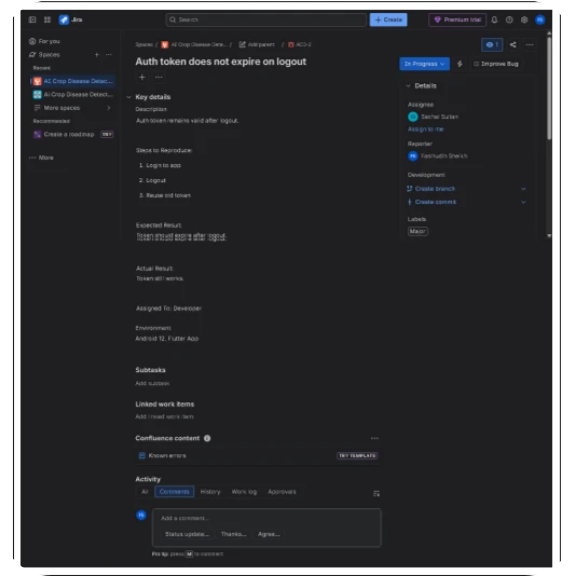 Jira
Search
+ Create
Premium trial
For you
Spaces
Recent
AI Crop Disease Detec...
Ai Crop Disease Detect...
More spaces
Recommended
Create a roadmap TRY
More
Spaces / AI Crop Disease Dete... / Add parent / ACD-2
1
Auth token does not expire on logout
In Progress
Improve Bug
Key details
Description
Auth token remains valid after logout.
Steps to Reproduce:
1. Login to app
2. Logout
3. Reuse old token
Expected Result:
Token should expire after logout.
Actual Result:
Token still works.
Assigned To: Developer
Environment:
Android 12, Flutter App
Subtasks
Add subtask
Linked work items
Add linked work item
Confluence content
Known errors
TRY TEMPLATE
Activity
All Comments History Work log Approvals
Add a comment...
Status update... Thanks... Agree...
Pro tip: press M to comment
Details
Assignee
Assign to me
Reporter
Development
Create branch
Create commit
Labels
Major